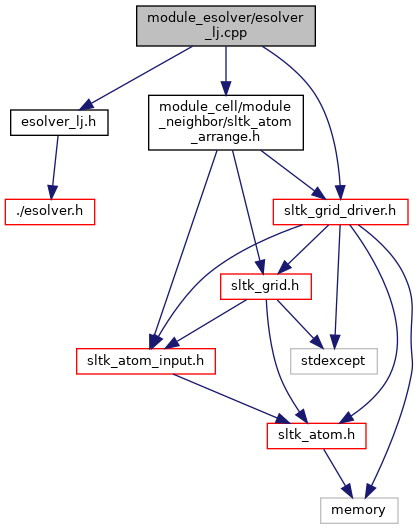 module_esolver/esolver
_lj.cpp
esolver_lj.h
module_cell/module
_neighbor/sltk_atom
_arrange.h
./esolver.h
sltk_grid_driver.h
sltk_grid.h
sltk_atom_input.h
stdexcept
sltk_atom.h
memory